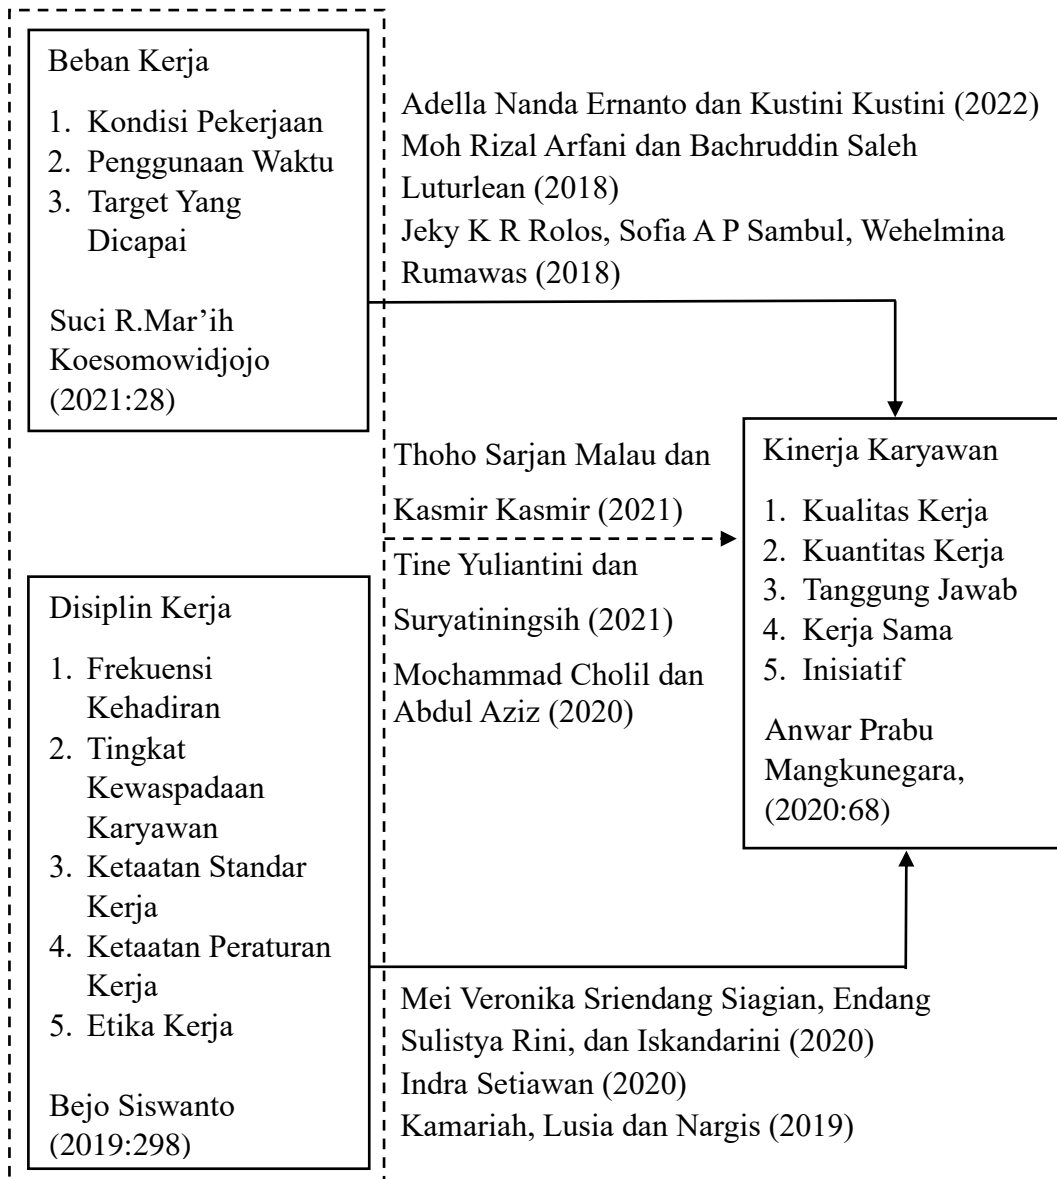 Beban Kerja
1. Kondisi Pekerjaan
2. Penggunaan Waktu
3. Target Yang
Dicapai
Suci R.Mar’ih
Koesomowidjojo
(2021:28)
Adella Nanda Ernanto dan Kustini Kustini (2022)
Moh Rizal Arfani dan Bachruddin Saleh
Luturlean (2018)
Jeky K R Rolos, Sofia A P Sambul, Wehelmina
Rumawas (2018)
Thoho Sarjan Malau dan
Kasmir Kasmir (2021)
Tine Yuliantini dan
Suryatiningsih (2021)
Mochammad Cholil dan
Abdul Aziz (2020)
Kinerja Karyawan
1. Kualitas Kerja
2. Kuantitas Kerja
3. Tanggung Jawab
4. Kerja Sama
5. Inisiatif
Anwar Prabu
Mangkunegara,
(2020:68)
Disiplin Kerja
1. Frekuensi
Kehadiran
2. Tingkat
Kewaspadaan
Karyawan
3. Ketaatan Standar
Kerja
4. Ketaatan Peraturan
Kerja
5. Etika Kerja
Bejo Siswanto
(2019:298)
Mei Veronika Sriendang Siagian, Endang
Sulistya Rini, dan Iskandarini (2020)
Indra Setiawan (2020)
Kamariah, Lusia dan Nargis (2019)